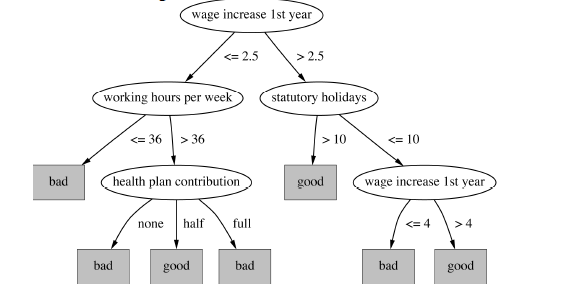 wage increase 1st year
<= 2.5
> 2.5
working hours per week
statutory holidays
<= 36
> 36
> 10
<= 10
bad
health plan contribution
good
wage increase 1st year
none
half
full
<= 4
> 4
bad
good
bad
bad
good